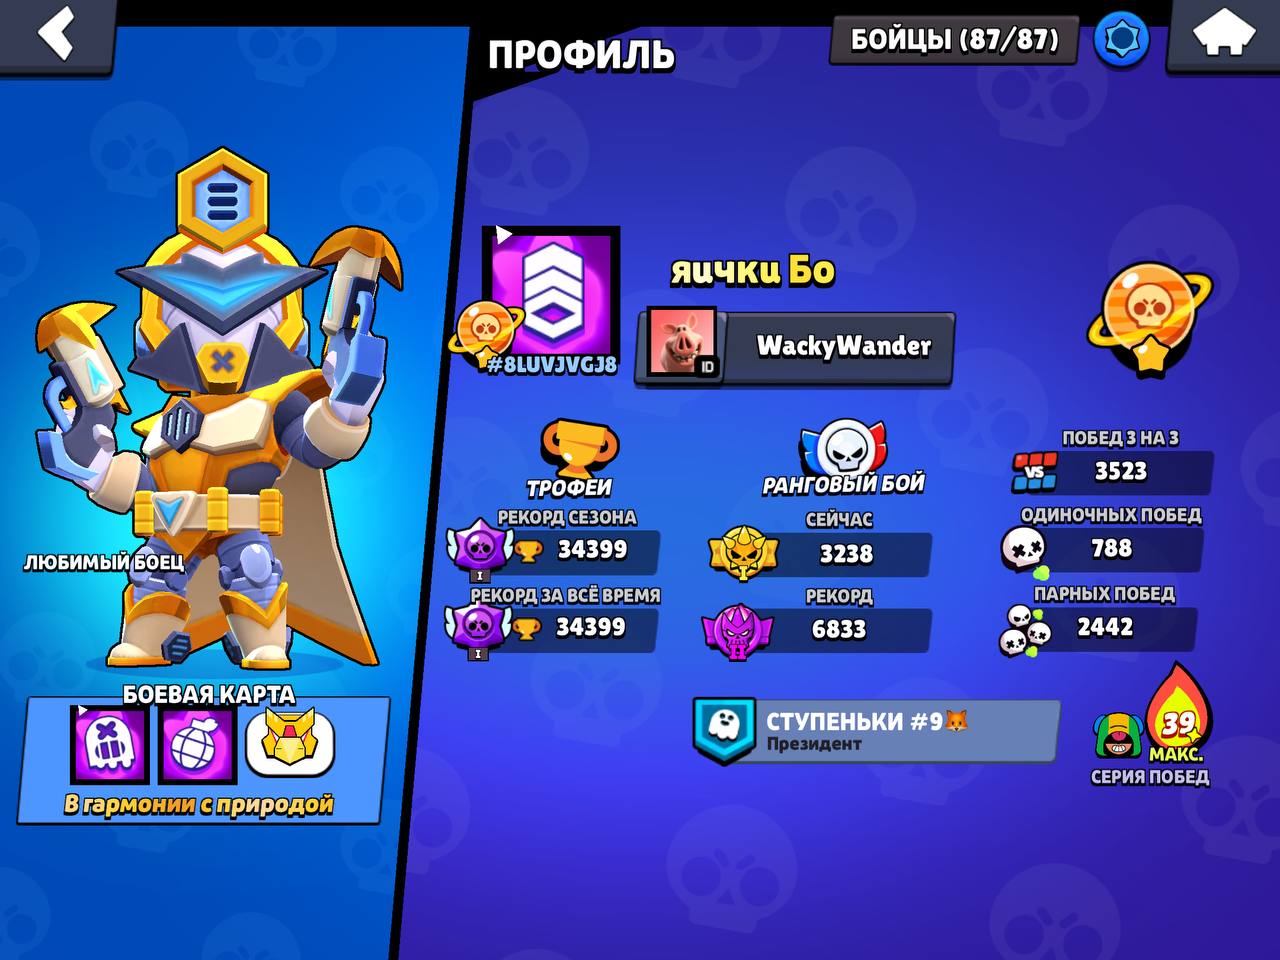 ПРОФИЛЬ
БОЙЦЫ (87/87)
яички Бо
#8LUVJVGJ8
ID
WackyWander
ТРОФЕИ
РЕКОРД СЕЗОНА
34399
I
РЕКОРД ЗА ВСЁ ВРЕМЯ
34399
I
РАНГОВЫЙ БОЙ
СЕЙЧАС
3238
I
РЕКОРД
6833
II
ПОБЕД 3 НА 3
VS
3523
ОДИНОЧНЫХ ПОБЕД
788
ПАРНЫХ ПОБЕД
2442
ЛЮБИМЫЙ БОЕЦ
БОЕВАЯ КАРТА
В гармонии с природой
СТУПЕНЬКИ #9🦊
Президент
39
МАКС.
СЕРИЯ ПОБЕД